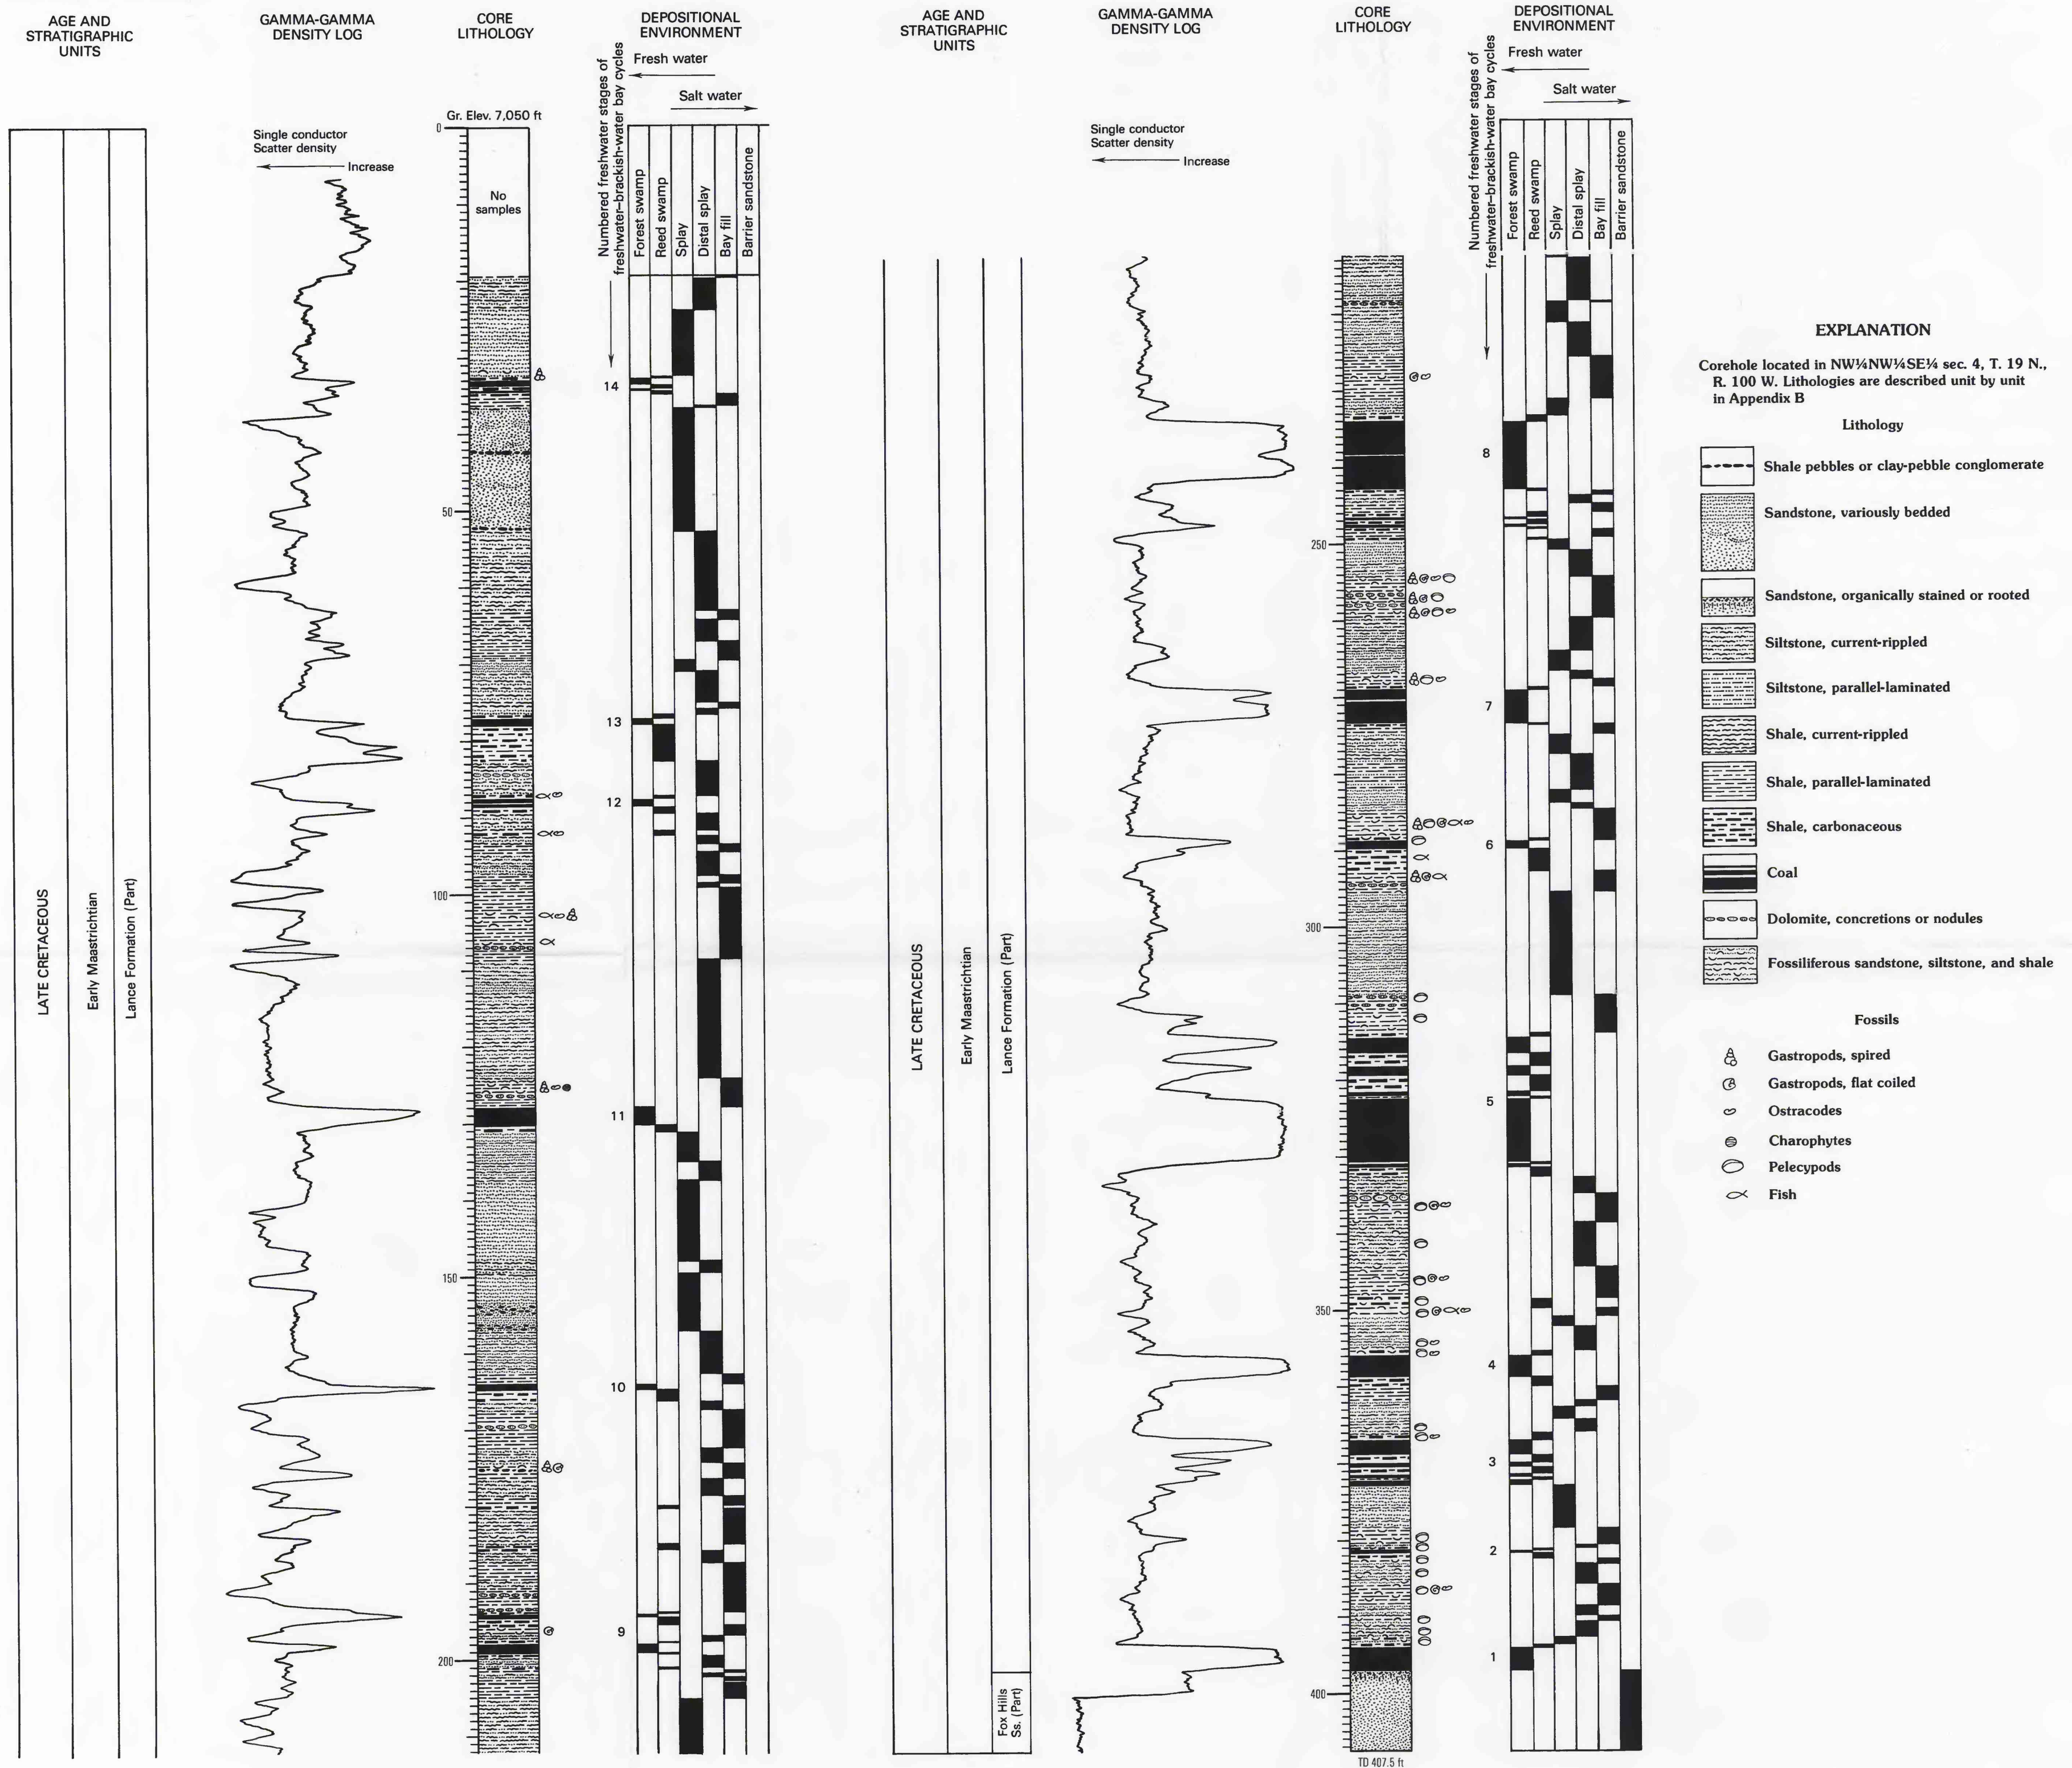 AGE AND
STRATIGRAPHIC
UNITS
GAMMA-GAMMA
DENSITY LOG
CORE
LITHOLOGY
DEPOSITIONAL
ENVIRONMENT
Numbered freshwater stages of
freshwater–brackish-water bay cycles
Fresh water
Salt water
Gr. Elev. 7,050 ft
Single conductor
Scatter density
Increase
No
samples
Forest swamp
Reed swamp
Splay
Distal splay
Bay fill
Barrier sandstone
0
50
100
150
200
14
13
12
11
10
9
LATE CRETACEOUS
Early Maastrichtian
Lance Formation (Part)
AGE AND
STRATIGRAPHIC
UNITS
GAMMA-GAMMA
DENSITY LOG
CORE
LITHOLOGY
DEPOSITIONAL
ENVIRONMENT
Numbered freshwater stages of
freshwater–brackish-water bay cycles
Fresh water
Salt water
Single conductor
Scatter density
Increase
Forest swamp
Reed swamp
Splay
Distal splay
Bay fill
Barrier sandstone
250
300
350
400
8
7
6
5
4
3
2
1
LATE CRETACEOUS
Early Maastrichtian
Lance Formation (Part)
Fox Hills
Ss. (Part)
TD 407.5 ft
EXPLANATION
Corehole located in NW¼NW¼SE¼ sec. 4, T. 19 N.,
R. 100 W. Lithologies are described unit by unit
in Appendix B
Lithology
Shale pebbles or clay-pebble conglomerate
Sandstone, variously bedded
Sandstone, organically stained or rooted
Siltstone, current-rippled
Siltstone, parallel-laminated
Shale, current-rippled
Shale, parallel-laminated
Shale, carbonaceous
Coal
Dolomite, concretions or nodules
Fossiliferous sandstone, siltstone, and shale
Fossils
Gastropods, spired
Gastropods, flat coiled
Ostracodes
Charophytes
Pelecypods
Fish